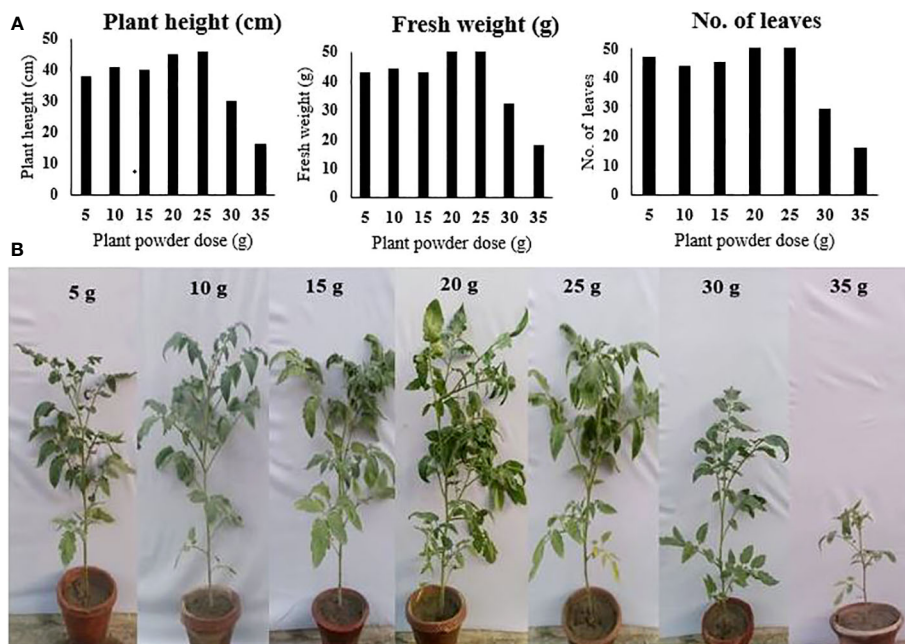 A
Plant height (cm)
Plant heught (cm)
50
40
30
20
10
0
5 10 15 20 25 30 35
Plant powder dose (g)
Fresh weight (g)
Fresh weight (g)
50
40
30
20
10
0
5 10 15 20 25 30 35
Plant powder dose (g)
No. of leaves
No. of leaves
50
40
30
20
10
0
5 10 15 20 25 30 35
Plant powder dose (g)
B
5 g 10 g 15 g 20 g 25 g 30 g 35 g